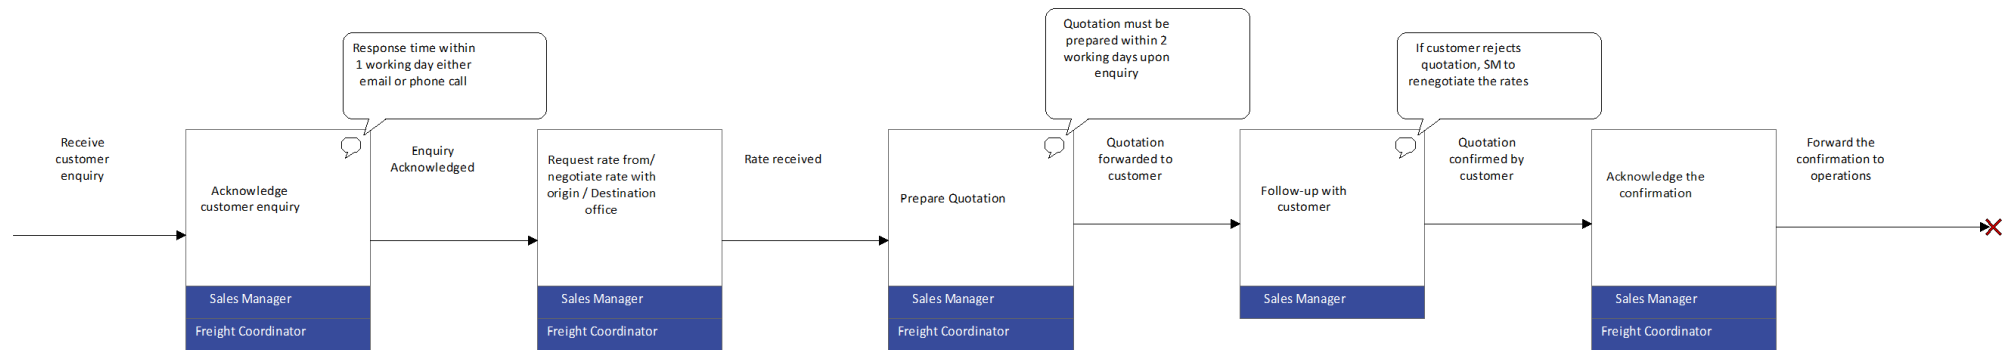 Receive
customer
enquiry
Response time within
1 working day either
email or phone call
Acknowledge
customer enquiry
Sales Manager
Freight Coordinator
Enquiry
Acknowledged
Request rate from/
negotiate rate with
origin / Destination
office
Sales Manager
Freight Coordinator
Rate received
Quotation must be
prepared within 2
working days upon
enquiry
Prepare Quotation
Sales Manager
Freight Coordinator
Quotation
forwarded to
customer
If customer rejects
quotation, SM to
renegotiate the rates
Follow-up with
customer
Sales Manager
Quotation
confirmed by
customer
Acknowledge the
confirmation
Sales Manager
Freight Coordinator
Forward the
confirmation to
operations